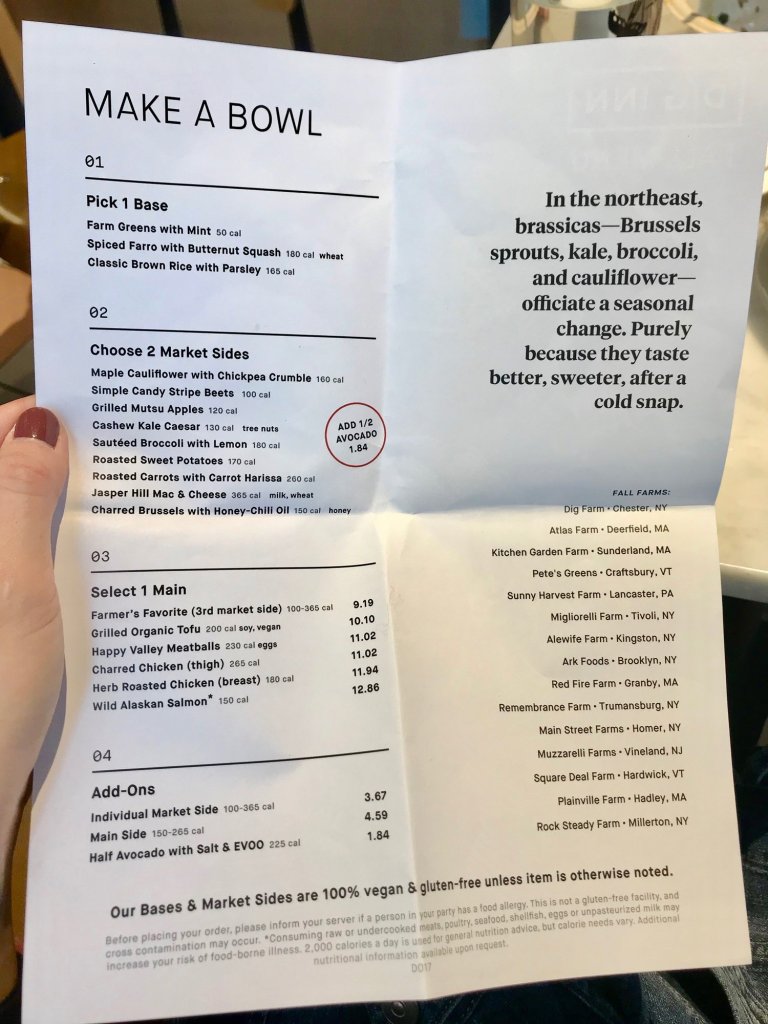 MAKE A BOWL
01
Pick 1 Base
Farm Greens with Mint 50 cal
Spiced Farro with Butternut Squash 180 cal wheat
Classic Brown Rice with Parsley 165 cal
02
Choose 2 Market Sides
Maple Cauliflower with Chickpea Crumble 160 cal
Simple Candy Stripe Beets 100 cal
Grilled Mutsu Apples 120 cal
Cashew Kale Caesar 130 cal tree nuts
Sautéed Broccoli with Lemon 180 cal
Roasted Sweet Potatoes 170 cal
Roasted Carrots with Carrot Harissa 260 cal
Jasper Hill Mac & Cheese 365 cal milk, wheat
Charred Brussels with Honey-Chili Oil 150 cal honey
ADD 1/2
AVOCADO
1.84
03
Select 1 Main
Farmer's Favorite (3rd market side) 100-365 cal 9.19
Grilled Organic Tofu 200 cal soy, vegan 10.10
Happy Valley Meatballs 230 cal eggs 11.02
Charred Chicken (thigh) 265 cal 11.02
Herb Roasted Chicken (breast) 180 cal 11.94
Wild Alaskan Salmon* 150 cal 12.86
04
Add-Ons
Individual Market Side 100-365 cal 3.67
Main Side 150-265 cal 4.59
Half Avocado with Salt & EVOO 225 cal 1.84
DIG INN
In the northeast,
brassicas—Brussels
sprouts, kale, broccoli,
and cauliflower—
officiate a seasonal
change. Purely
because they taste
better, sweeter, after a
cold snap.
FALL FARMS:
Dig Farm • Chester, NY
Atlas Farm • Deerfield, MA
Kitchen Garden Farm • Sunderland, MA
Pete's Greens • Craftsbury, VT
Sunny Harvest Farm • Lancaster, PA
Migliorelli Farm • Tivoli, NY
Alewife Farm • Kingston, NY
Ark Foods • Brooklyn, NY
Red Fire Farm • Granby, MA
Remembrance Farm • Trumansburg, NY
Main Street Farms • Homer, NY
Muzzarelli Farms • Vineland, NJ
Square Deal Farm • Hardwick, VT
Plainville Farm • Hadley, MA
Rock Steady Farm • Millerton, NY
Our Bases & Market Sides are 100% vegan & gluten-free unless item is otherwise noted.
Before placing your order, please inform your server if a person in your party has a food allergy. This is not a gluten-free facility, and
cross contamination may occur. *Consuming raw or undercooked meats, poultry, seafood, shellfish, eggs or unpasteurized milk may
increase your risk of food-borne illness. 2,000 calories a day is used for general nutrition advice, but calorie needs vary. Additional
nutritional information available upon request.
DO17